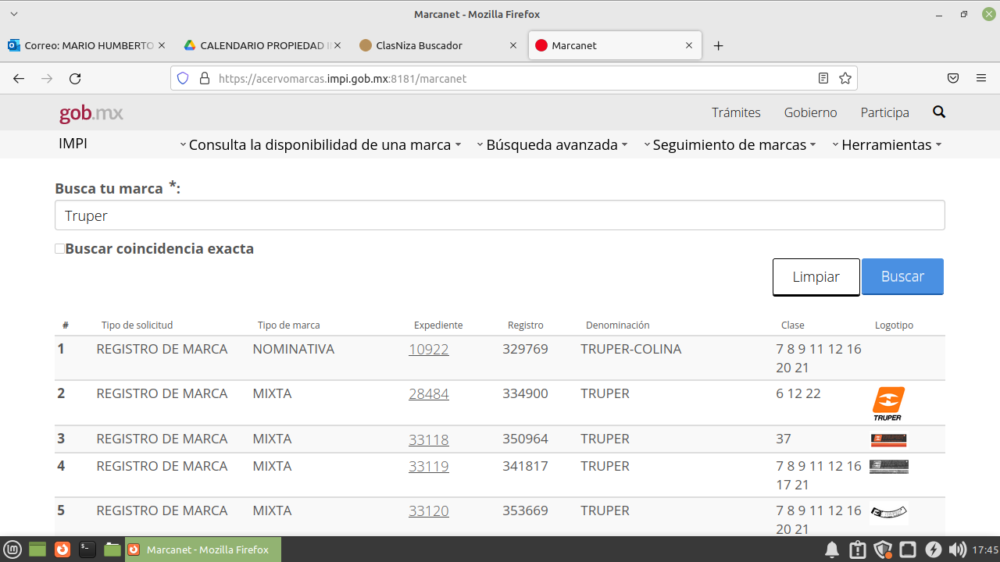 Marcanet - Mozilla Firefox
Correo: MARIO HUMBERTO
CALENDARIO PROPIEDAD
ClasNiza Buscador
Marcanet
https://acervomarcas.impi.gob.mx:8181/marcanet
gob.mx
Trámites Gobierno Participa
IMPI
Consulta la disponibilidad de una marca Búsqueda avanzada Seguimiento de marcas Herramientas
Busca tu marca *:
Truper
Buscar coincidencia exacta
Limpiar Buscar
# Tipo de solicitud Tipo de marca Expediente Registro Denominación Clase Logotipo
1 REGISTRO DE MARCA NOMINATIVA 10922 329769 TRUPER-COLINA 7 8 9 11 12 16
20 21
2 REGISTRO DE MARCA MIXTA 28484 334900 TRUPER 6 12 22
TRUPER
3 REGISTRO DE MARCA MIXTA 33118 350964 TRUPER 37
4 REGISTRO DE MARCA MIXTA 33119 341817 TRUPER 7 8 9 11 12 16
17 21
5 REGISTRO DE MARCA MIXTA 33120 353669 TRUPER 7 8 9 11 12 16
20 21
Marcanet - Mozilla Firefox
17:45